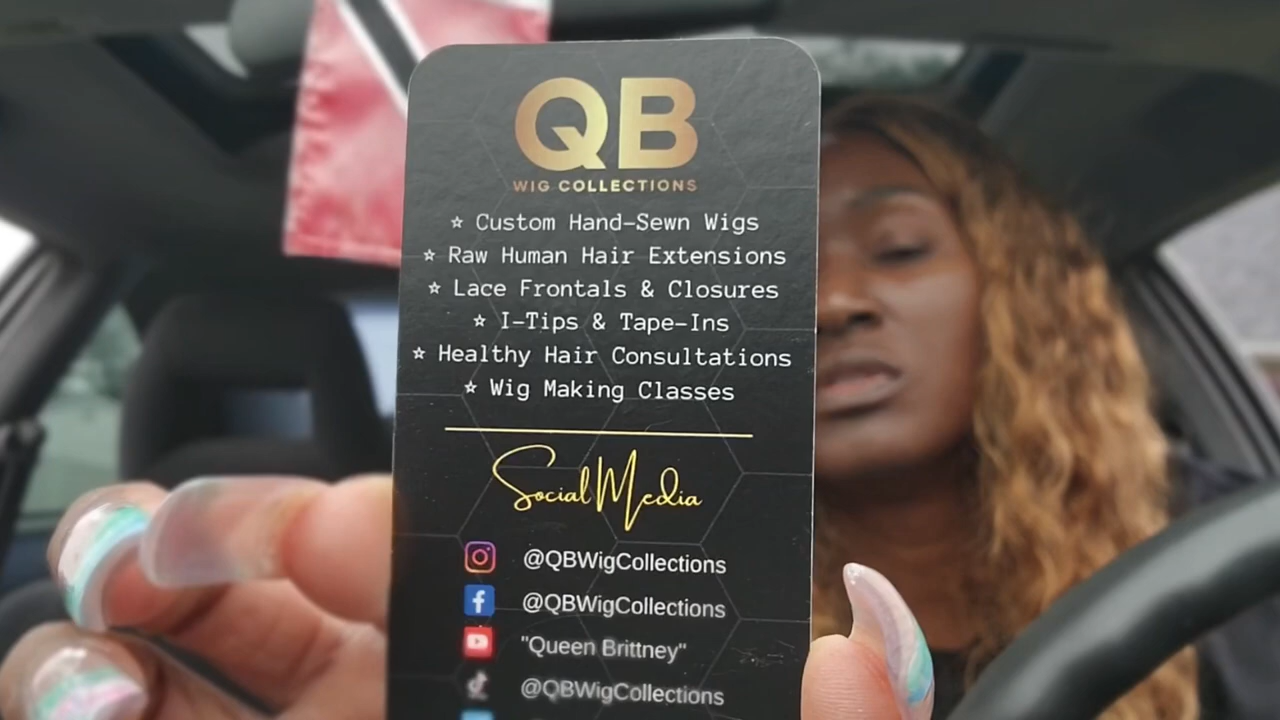 QB
WIG COLLECTIONS
☆ Custom Hand-Sewn Wigs
☆ Raw Human Hair Extensions
☆ Lace Frontals & Closures
☆ I-Tips & Tape-Ins
☆ Healthy Hair Consultations
☆ Wig Making Classes
Social Media
@QBWigCollections
@QBWigCollections
"Queen Brittney"
@QBWigCollections